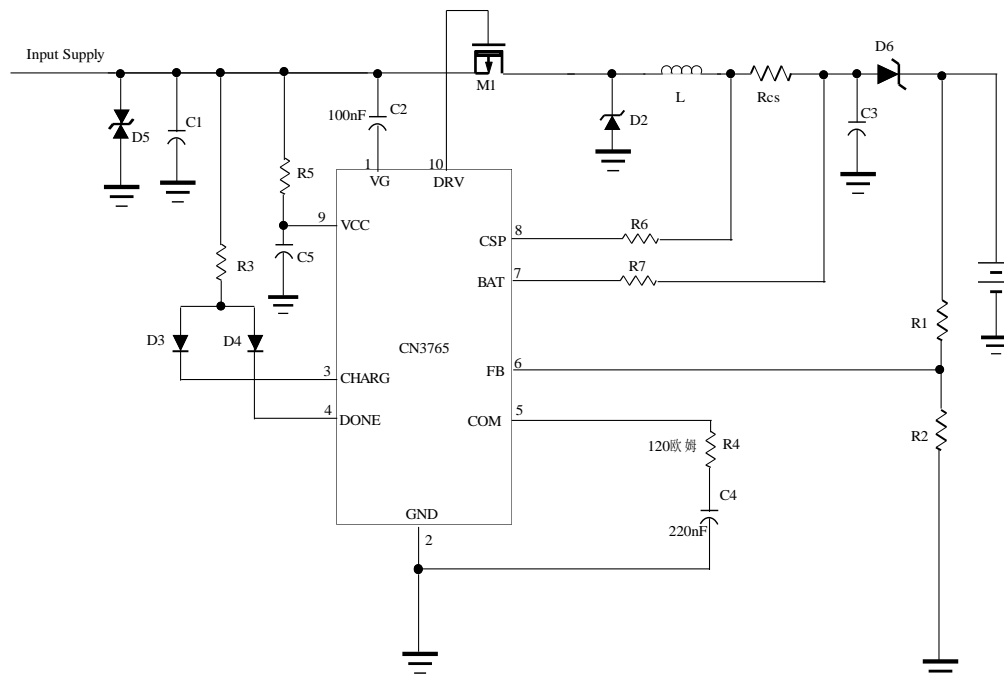 Input Supply
D6
M1
L
Rcs
C1
100nF
C2
D2
C3
D5
R5
1
10
VG
DRV
9
VCC
R6
8
CSP
C5
R3
R7
7
BAT
R1
D3
D4
CN3765
6
FB
3
CHARG
5
COM
4
DONE
R2
120欧姆
R4
C4
GND
220nF
2